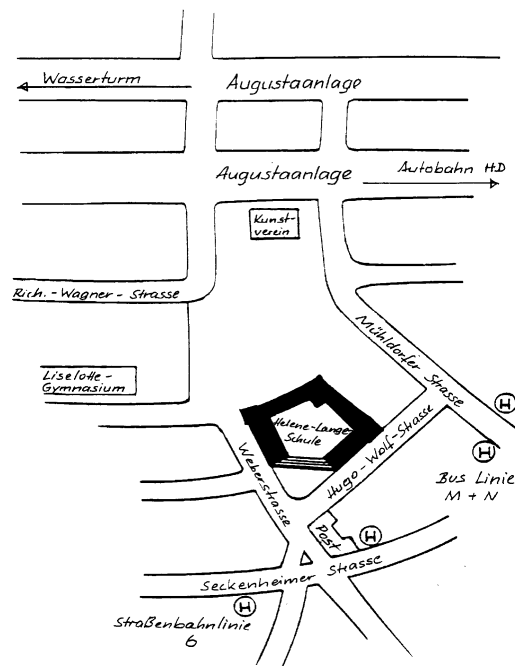 Wasserturm
Augustaanlage
Augustaanlage
Autobahn HD
Kunst-
verein
Rich.-Wagner-Strasse
Mühldorfer Strasse
Liselotte-
Gymnasium
H
Helene-Lange-
Schule
Hugo-Wolf-Strasse
Weberstrasse
H
Bus Linie
M + N
Post
H
Seckenheimer Strasse
H
Straßenbahnlinie
6